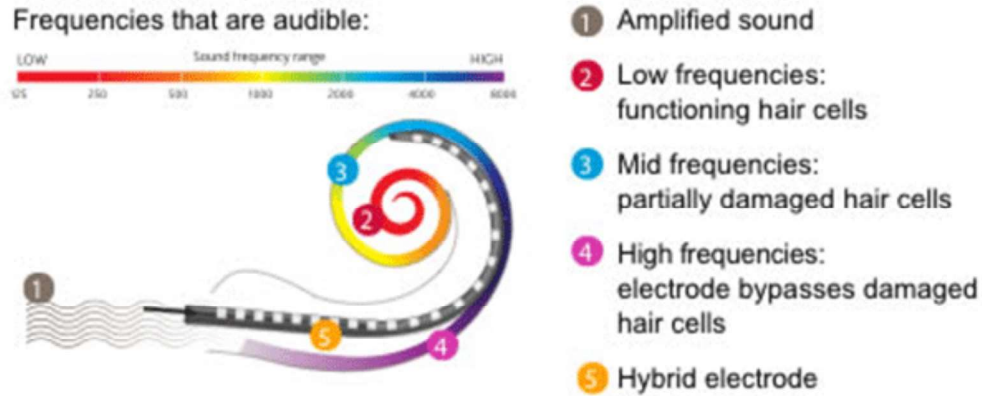 Frequencies that are audible:
LOW Sound frequency range HIGH
125 250 500 1000 2000 4000 8000
3
2
1
5
4
1 Amplified sound
2 Low frequencies:
functioning hair cells
3 Mid frequencies:
partially damaged hair cells
4 High frequencies:
electrode bypasses damaged
hair cells
5 Hybrid electrode